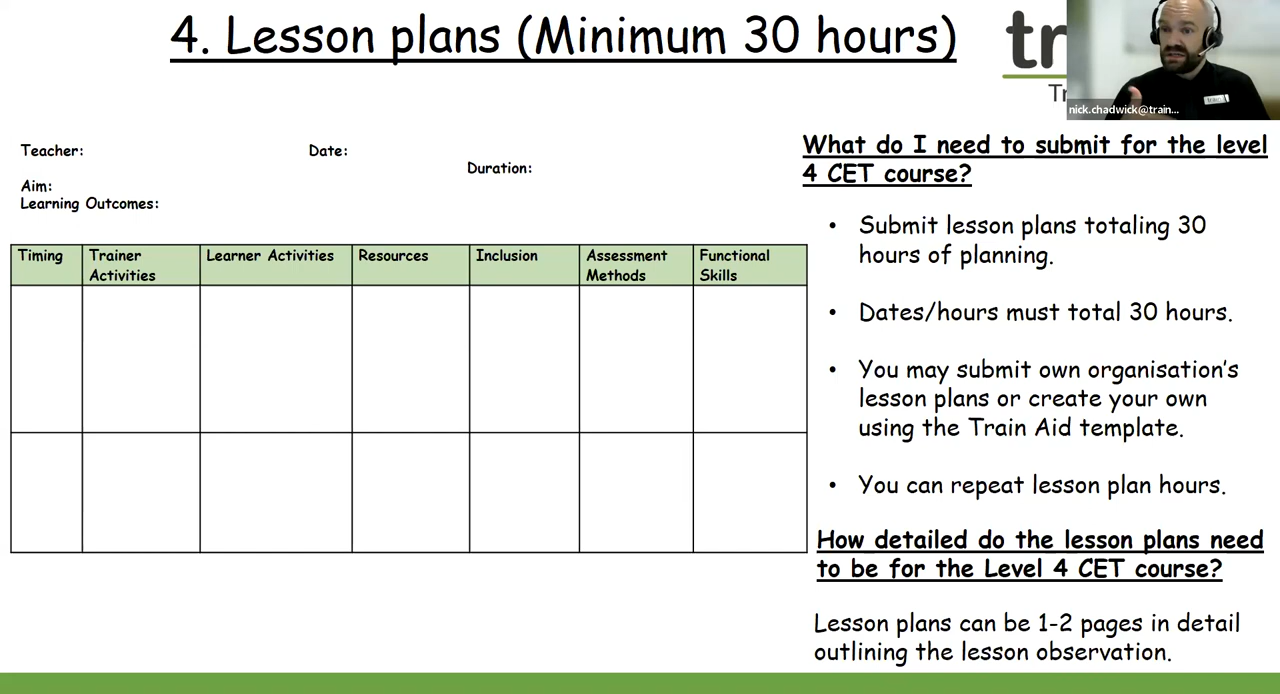 4. Lesson plans (Minimum 30 hours)
nick.chadwick@train...
Teacher:
Date:
Duration:
Aim:
Learning Outcomes:
Timing
Trainer
Activities
Learner Activities
Resources
Inclusion
Assessment
Methods
Functional
Skills
What do I need to submit for the level
4 CET course?
• Submit lesson plans totaling 30
hours of planning.
• Dates/hours must total 30 hours.
• You may submit own organisation's
lesson plans or create your own
using the Train Aid template.
• You can repeat lesson plan hours.
How detailed do the lesson plans need
to be for the Level 4 CET course?
Lesson plans can be 1-2 pages in detail
outlining the lesson observation.